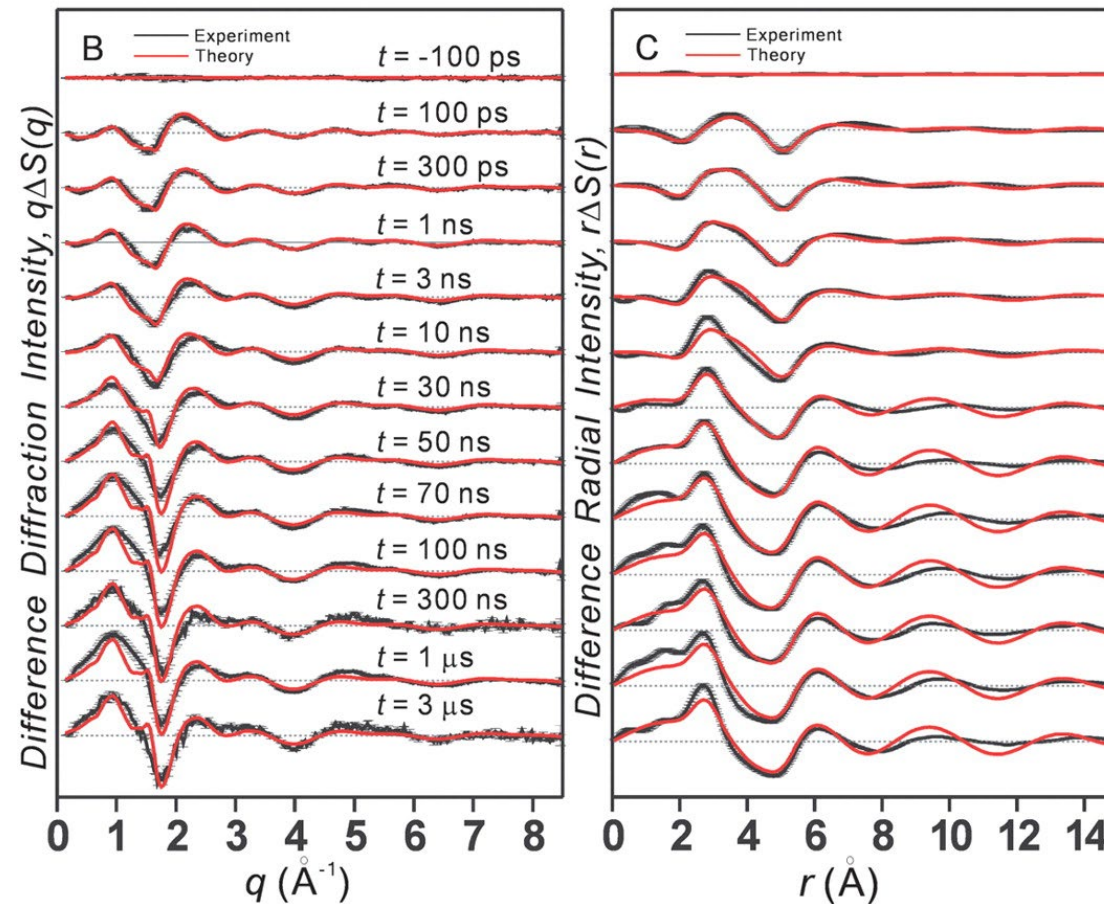 B
Experiment
Theory
t = -100 ps
t = 100 ps
t = 300 ps
t = 1 ns
t = 3 ns
t = 10 ns
t = 30 ns
t = 50 ns
t = 70 ns
t = 100 ns
t = 300 ns
t = 1 μs
t = 3 μs
Difference Diffraction Intensity, qΔS(q)
0 1 2 3 4 5 6 7 8
q (Å⁻¹)
C
Experiment
Theory
Difference Radial Intensity, rΔS(r)
0 2 4 6 8 10 12 14
r (Å)